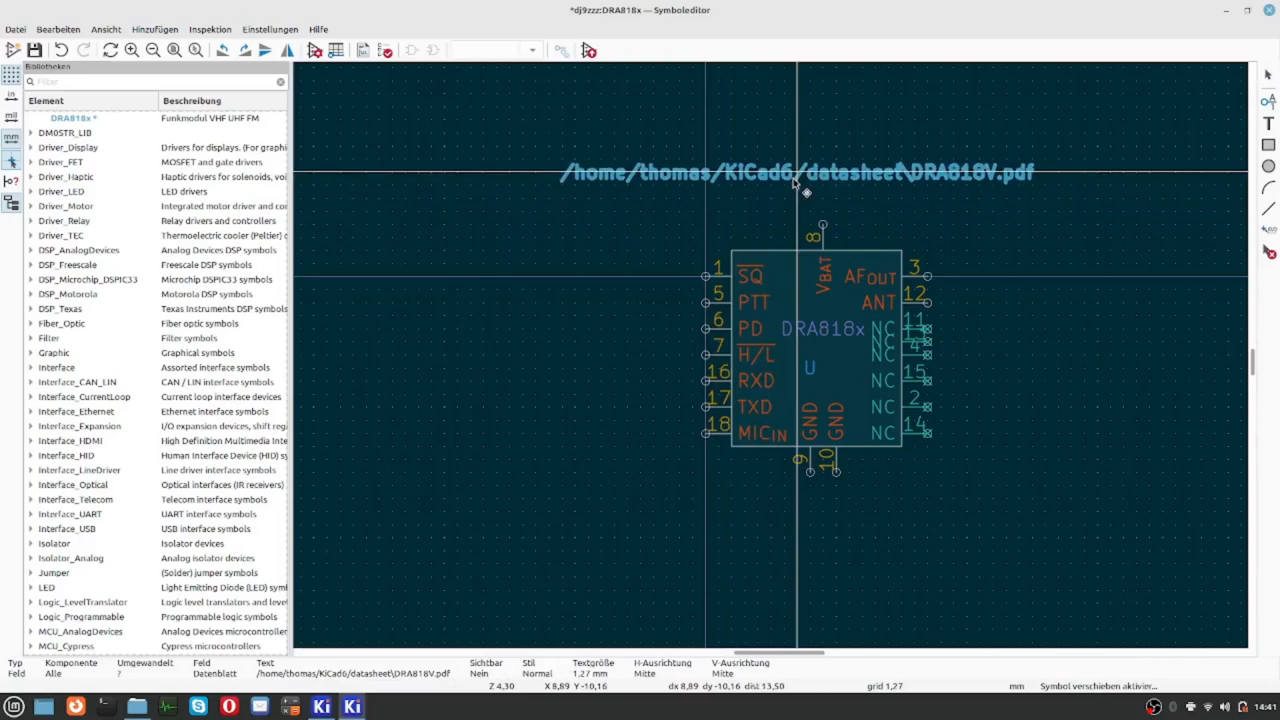 *dj9zzz:DRA818x — Symboleditor
Datei Bearbeiten Ansicht Hinzufügen Inspektion Einstellungen Hilfe
Bibliotheken
Filter
Element Beschreibung
DRA818x * Funkmodul VHF UHF FM
DM0STR_LIB
Driver_Display Drivers for displays. (For graphi
Driver_FET MOSFET and gate drivers
Driver_Haptic Drivers for solenoids, voi
Driver_LED LED drivers
Driver_Motor Integrated motor driver and cor
Driver_Relay Relay drivers and controllers
Driver_TEC Thermoelectric cooler (Peltier) c
DSP_AnalogDevices Analog Devices DSP symbols
DSP_Freescale Freescale DSP symbols
DSP_Microchip_DSPIC33 Microchip dsPIC33 symbols
DSP_Motorola Motorola DSP symbols
DSP_Texas Texas Instruments DSP symbols
Fiber_Optic Fiber optic symbols
Filter Filter symbols
Graphic Graphical symbols
Interface Assorted interface symbols
Interface_CAN_LIN CAN / LIN interface symbols
Interface_CurrentLoop Current loop interface devices
Interface_Ethernet Ethernet interface symbols
Interface_Expansion I/O expansion devices, shift reg
Interface_HDMI High Definition Multimedia Inte
Interface_HID Human Interface Device (HID) sy
Interface_LineDriver Line driver interface symbols
Interface_Optical Optical interfaces (IR receivers)
Interface_Telecom Telecom interface symbols
Interface_UART UART interface symbols
Interface_USB USB interface symbols
Isolator Isolator devices
Isolator_Analog Analog isolator devices
Jumper (Solder) jumper symbols
LED Light Emitting Diode (LED) syml
Logic_LevelTranslator Logic level translators and level
Logic_Programmable Programmable logic symbols
MCU_AnalogDevices Analog Devices microcontroller
MCU_Cypress Cypress microcontrollers
in
mil
mm
/home/thomas/KiCad6/datasheet\DRA818V.pdf
8
VBAT
1 SQ AFOUT 3
5 PTT ANT 12
6 PD DRA818x NC 11
NC
7 H/L NC 4
U
16 RXD NC 15
17 TXD NC 2
18 MICIN GND GND NC 14
9 10
Typ Komponente Umgewandelt Feld Text Sichtbar Stil Textgröße H-Ausrichtung V-Ausrichtung
Feld Alle ? Datenblatt /home/thomas/KiCad6/datasheet\DRA818V.pdf Nein Normal 1,27 mm Mitte Mitte
Z 4,30 X 8,89 Y -10,16 dx 8,89 dy -10,16 dist 13,50 grid 1,27 mm Symbol verschieben aktivier...
14:41